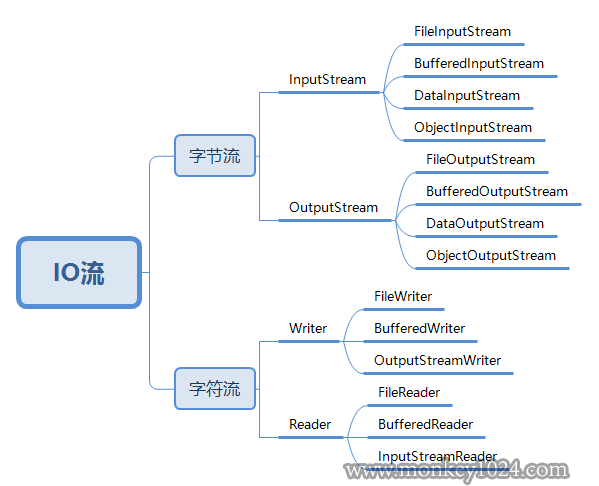 IO流
字节流
InputStream
FileInputStream
BufferedInputStream
DataInputStream
ObjectInputStream
OutputStream
FileOutputStream
BufferedOutputStream
DataOutputStream
ObjectOutputStream
字符流
Writer
FileWriter
BufferedWriter
OutputStreamWriter
Reader
FileReader
BufferedReader
InputStreamReader
www.monkey1024.com